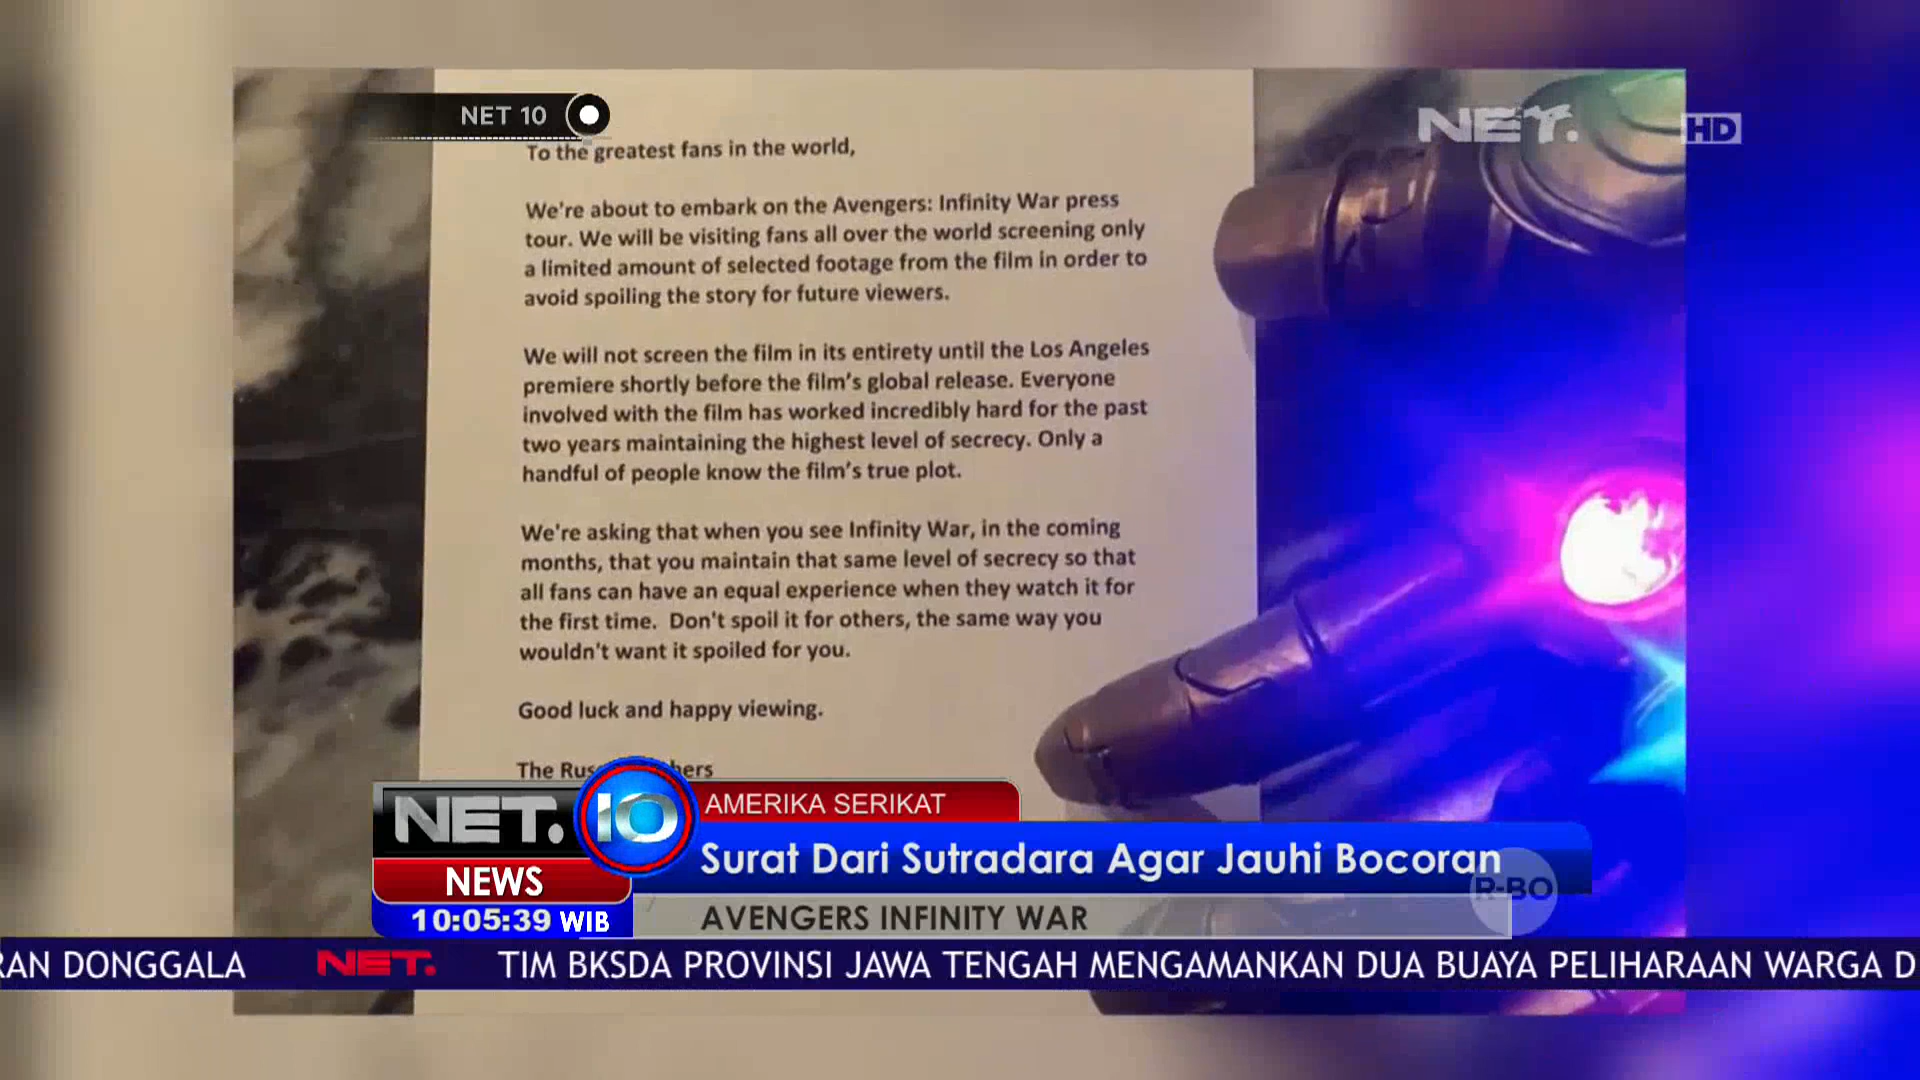 NET 10
NET.
HD
To the greatest fans in the world,
We're about to embark on the Avengers: Infinity War press
tour. We will be visiting fans all over the world screening only
a limited amount of selected footage from the film in order to
avoid spoiling the story for future viewers.
We will not screen the film in its entirety until the Los Angeles
premiere shortly before the film's global release. Everyone
involved with the film has worked incredibly hard for the past
two years maintaining the highest level of secrecy. Only a
handful of people know the film's true plot.
We're asking that when you see Infinity War, in the coming
months, that you maintain that same level of secrecy so that
all fans can have an equal experience when they watch it for
the first time.  Don't spoil it for others, the same way you
wouldn't want it spoiled for you.
Good luck and happy viewing.
The
NET. 10
NEWS
10:05:39 WIB
AMERIKA SERIKAT
Surat Dari Sutradara Agar Jauhi Bocoran
R-BO
AVENGERS INFINITY WAR
RAN DONGGALA NET. TIM BKSDA PROVINSI JAWA TENGAH MENGAMANKAN DUA BUAYA PELIHARAAN WARGA D